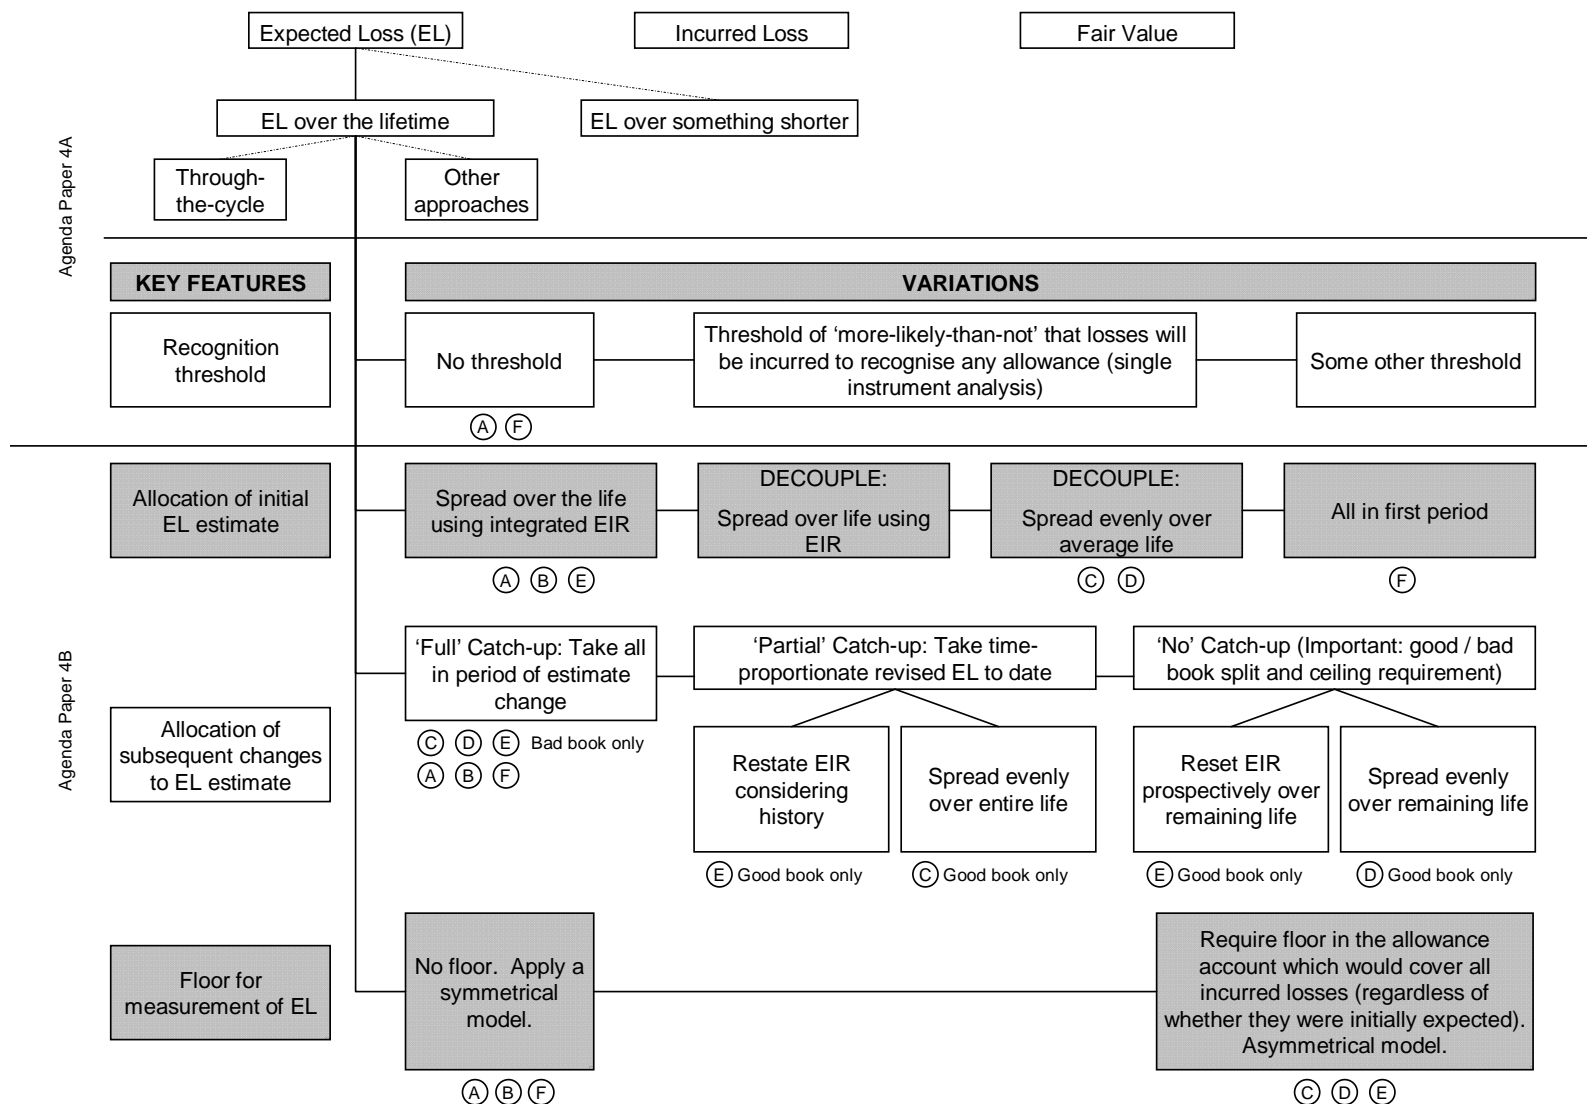 Expected Loss (EL)
Incurred Loss
Fair Value
EL over the lifetime
EL over something shorter
Through-
the-cycle
Other
approaches
Agenda Paper 4A
KEY FEATURES
VARIATIONS
Recognition
threshold
No threshold
Threshold of ‘more-likely-than-not’ that losses will
be incurred to recognise any allowance (single
instrument analysis)
Some other threshold
A F
Agenda Paper 4B
Allocation of initial
EL estimate
Spread over the life
using integrated EIR
DECOUPLE:
Spread over life using
EIR
DECOUPLE:
Spread evenly over
average life
All in first period
A B E
C D
F
Allocation of
subsequent changes
to EL estimate
‘Full’ Catch-up: Take all
in period of estimate
change
‘Partial’ Catch-up: Take time-
proportionate revised EL to date
‘No’ Catch-up (Important: good / bad
book split and ceiling requirement)
C D E Bad book only
A B F
Restate EIR
considering
history
Spread evenly
over entire life
Reset EIR
prospectively over
remaining life
Spread evenly
over remaining life
E Good book only
C Good book only
E Good book only
D Good book only
Floor for
measurement of EL
No floor. Apply a
symmetrical
model.
Require floor in the allowance
account which would cover all
incurred losses (regardless of
whether they were initially expected).
Asymmetrical model.
A B F
C D E